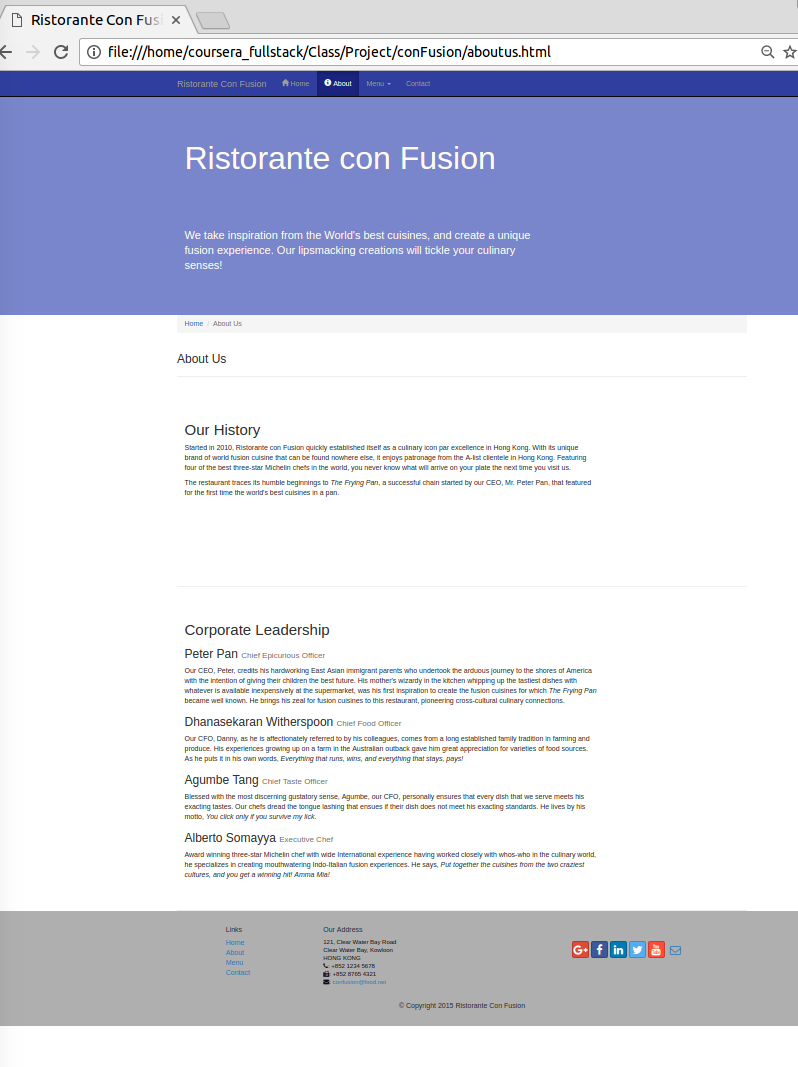 Ristorante Con Fus
file:///home/coursera_fullstack/Class/Project/conFusion/aboutus.html
Ristorante Con Fusion Home About Menu Contact
Ristorante con Fusion
We take inspiration from the World's best cuisines, and create a unique
fusion experience. Our lipsmacking creations will tickle your culinary
senses!
Home / About Us
About Us
Our History
Started in 2010, Ristorante con Fusion quickly established itself as a culinary icon par excellence in Hong Kong. With its unique
brand of world fusion cuisine that can be found nowhere else, it enjoys patronage from the A-list clientele in Hong Kong. Featuring
four of the best three-star Michelin chefs in the world, you never know what will arrive on your plate the next time you visit us.
The restaurant traces its humble beginnings to The Frying Pan, a successful chain started by our CEO, Mr. Peter Pan, that featured
for the first time the world's best cuisines in a pan.
Corporate Leadership
Peter Pan Chief Epicurious Officer
Our CEO, Peter, credits his hardworking East Asian immigrant parents who undertook the arduous journey to the shores of America
with the intention of giving their children the best future. His mother's wizardy in the kitchen whipping up the tastiest dishes with
whatever is available inexpensively at the supermarket, was his first inspiration to create the fusion cuisines for which The Frying Pan
became well known. He brings his zeal for fusion cuisines to this restaurant, pioneering cross-cultural culinary connections.
Dhanasekaran Witherspoon Chief Food Officer
Our CFO, Danny, as he is affectionately referred to by his colleagues, comes from a long established family tradition in farming and
produce. His experiences growing up on a farm in the Australian outback gave him great appreciation for varieties of food sources.
As he puts it in his own words, Everything that runs, wins, and everything that stays, pays!
Agumbe Tang Chief Taste Officer
Blessed with the most discerning gustatory sense, Agumbe, our CFO, personally ensures that every dish that we serve meets his
exacting tastes. Our chefs dread the tongue lashing that ensues if their dish does not meet his exacting standards. He lives by his
motto, You click only if you survive my lick.
Alberto Somayya Executive Chef
Award winning three-star Michelin chef with wide International experience having worked closely with whos-who in the culinary world,
he specializes in creating mouthwatering Indo-Italian fusion experiences. He says, Put together the cuisines from the two craziest
cultures, and you get a winning hit! Amma Mia!
Links
Home
About
Menu
Contact
Our Address
121, Clear Water Bay Road
Clear Water Bay, Kowloon
HONG KONG
: +852 1234 5678
: +852 8765 4321
: confusion@food.net
G+ f in You Tube
© Copyright 2015 Ristorante Con Fusion